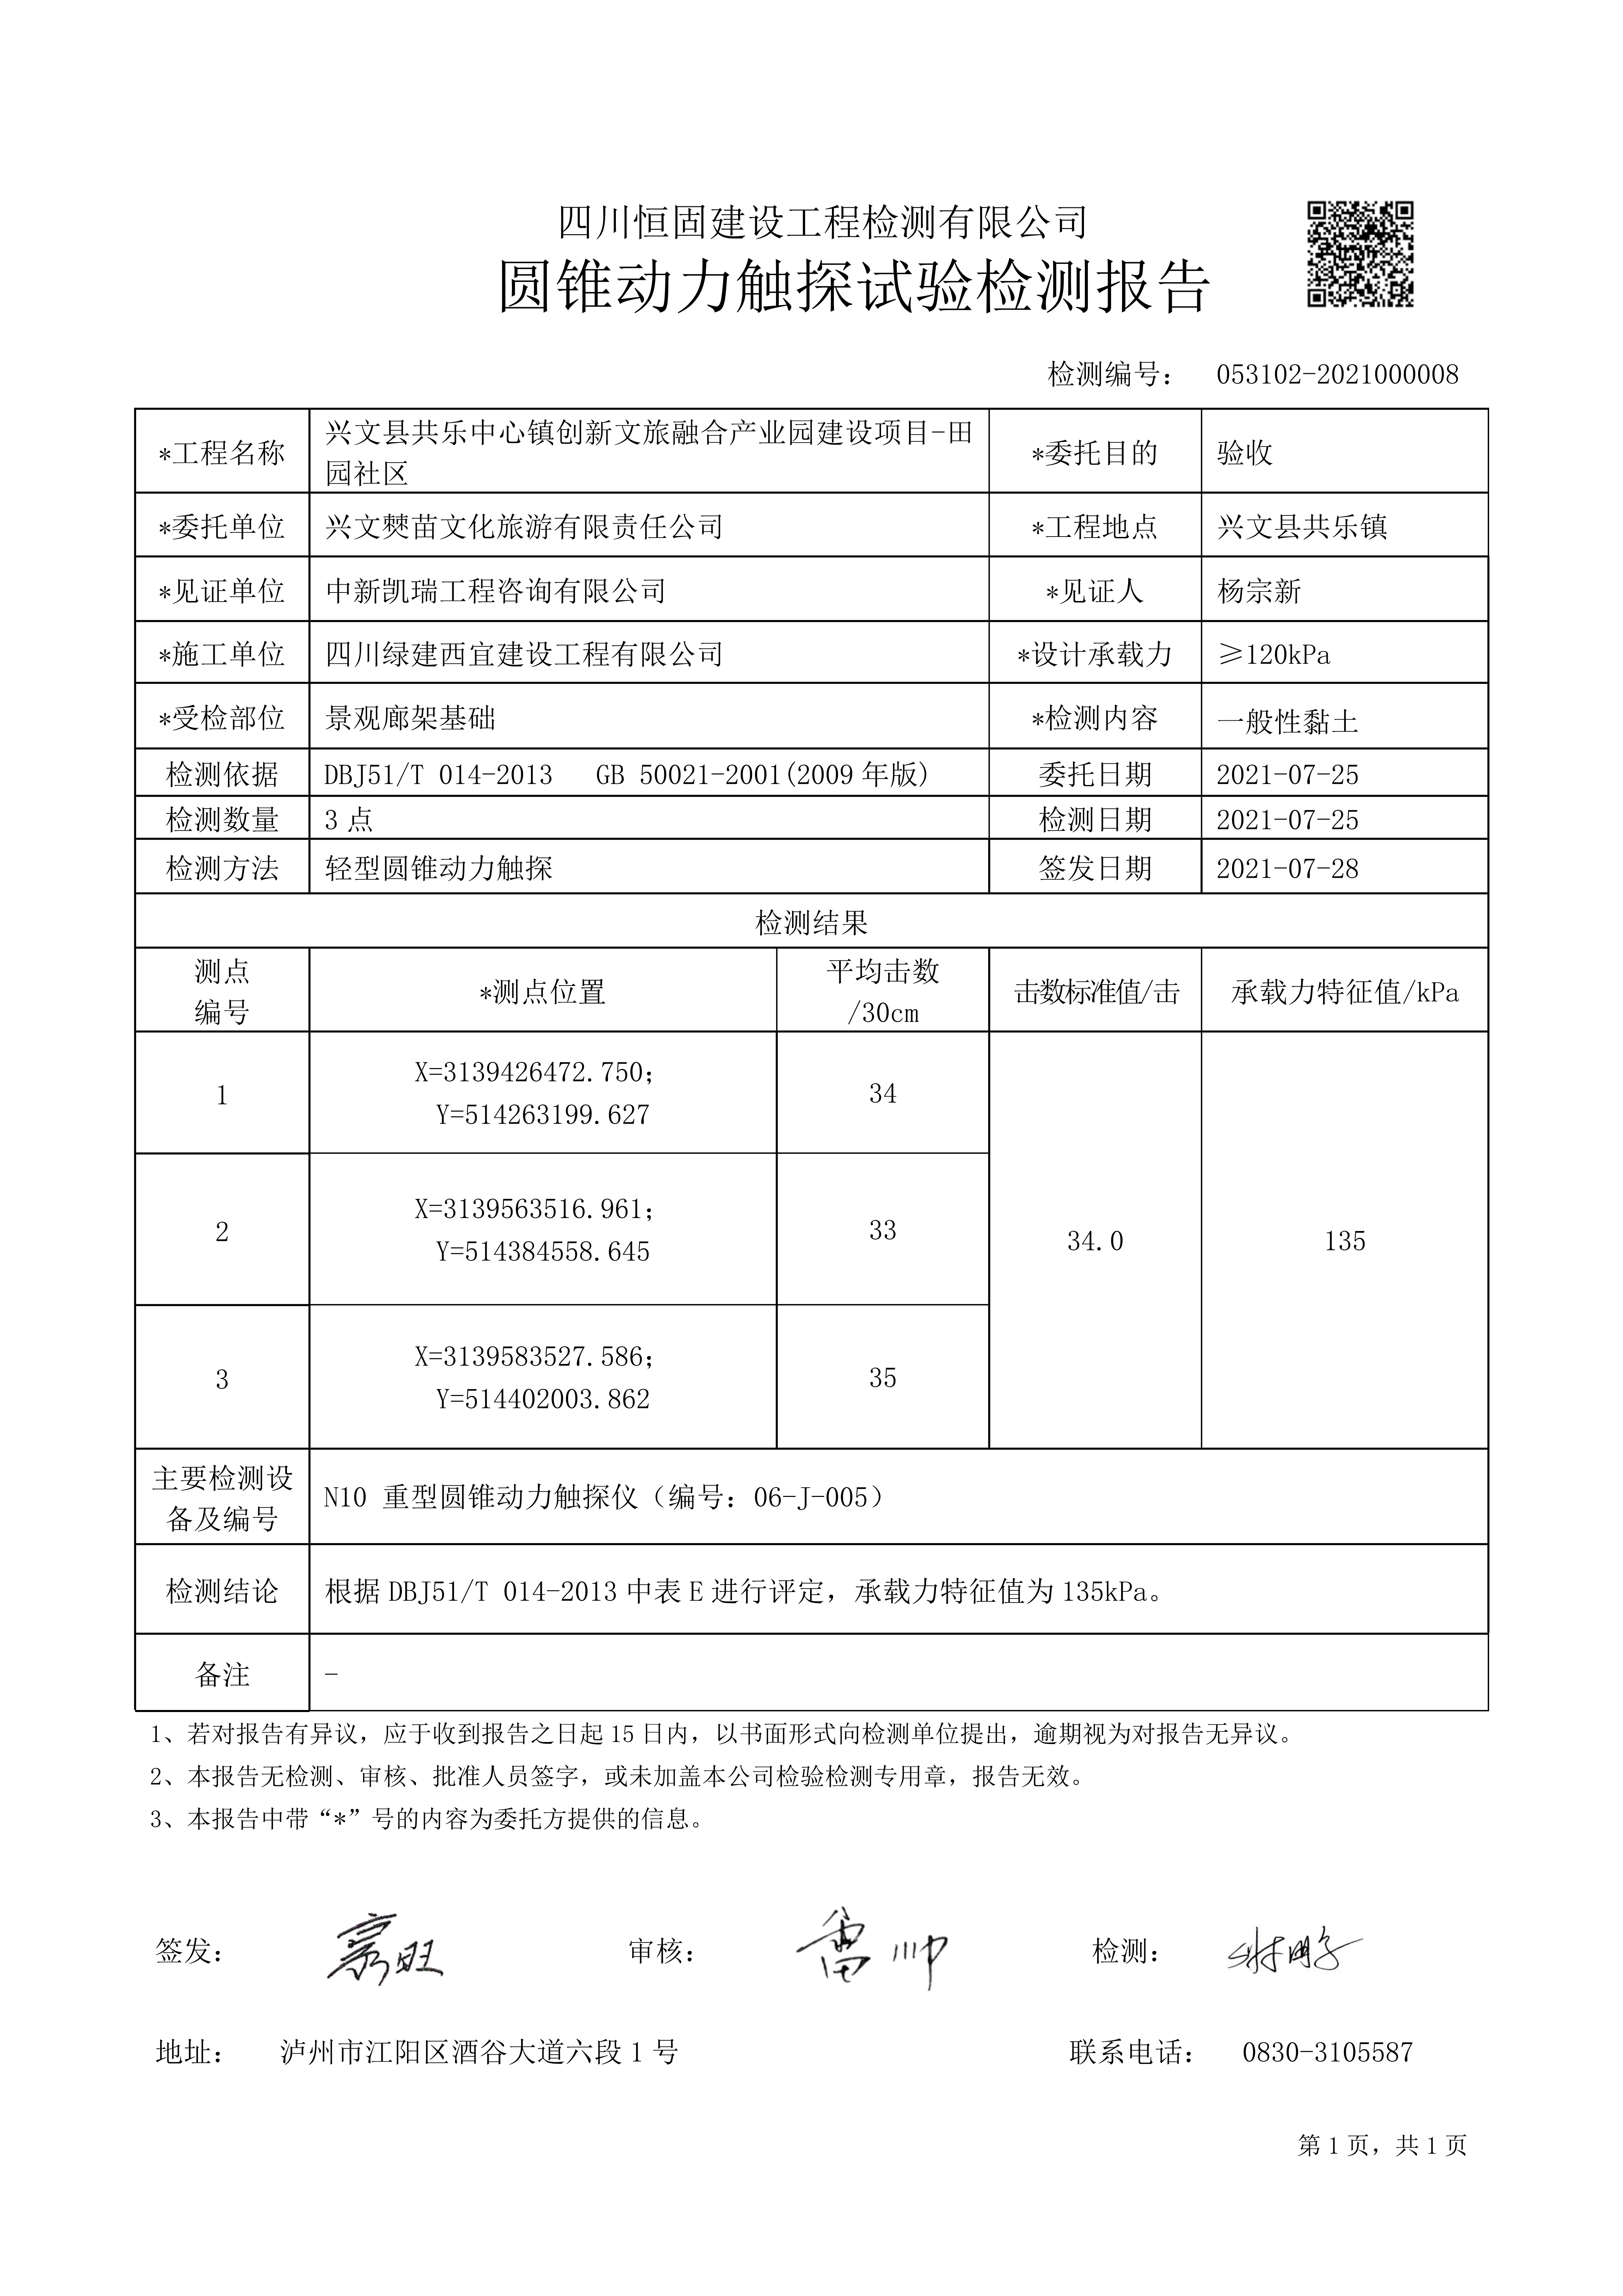 四川恒固建设工程检测有限公司
圆锥动力触探试验检测报告
检测编号： 053102-2021000008
*工程名称 兴文县共乐中心镇创新文旅融合产业园建设项目-田
园社区 *委托目的 验收
*委托单位 兴文僰苗文化旅游有限责任公司 *工程地点 兴文县共乐镇
*见证单位 中新凯瑞工程咨询有限公司 *见证人 杨宗新
*施工单位 四川绿建西宜建设工程有限公司 *设计承载力 ≥120kPa
*受检部位 景观廊架基础 *检测内容 一般性黏土
检测依据 DBJ51/T 014-2013 GB 50021-2001(2009年版) 委托日期 2021-07-25
检测数量 3点 检测日期 2021-07-25
检测方法 轻型圆锥动力触探 签发日期 2021-07-28
检测结果
测点
编号 *测点位置 平均击数
/30cm 击数标准值/击 承载力特征值/kPa
1 X=3139426472.750；
Y=514263199.627 34
2 X=3139563516.961；
Y=514384558.645 33 34.0 135
3 X=3139583527.586；
Y=514402003.862 35
主要检测设
备及编号 N10 重型圆锥动力触探仪（编号：06-J-005）
检测结论 根据DBJ51/T 014-2013中表E进行评定，承载力特征值为135kPa。
备注 -
1、若对报告有异议，应于收到报告之日起15日内，以书面形式向检测单位提出，逾期视为对报告无异议。
2、本报告无检测、审核、批准人员签字，或未加盖本公司检验检测专用章，报告无效。
3、本报告中带“*”号的内容为委托方提供的信息。
签发： 审核： 检测：
地址： 泸州市江阳区酒谷大道六段1号 联系电话： 0830-3105587
第1页，共1页